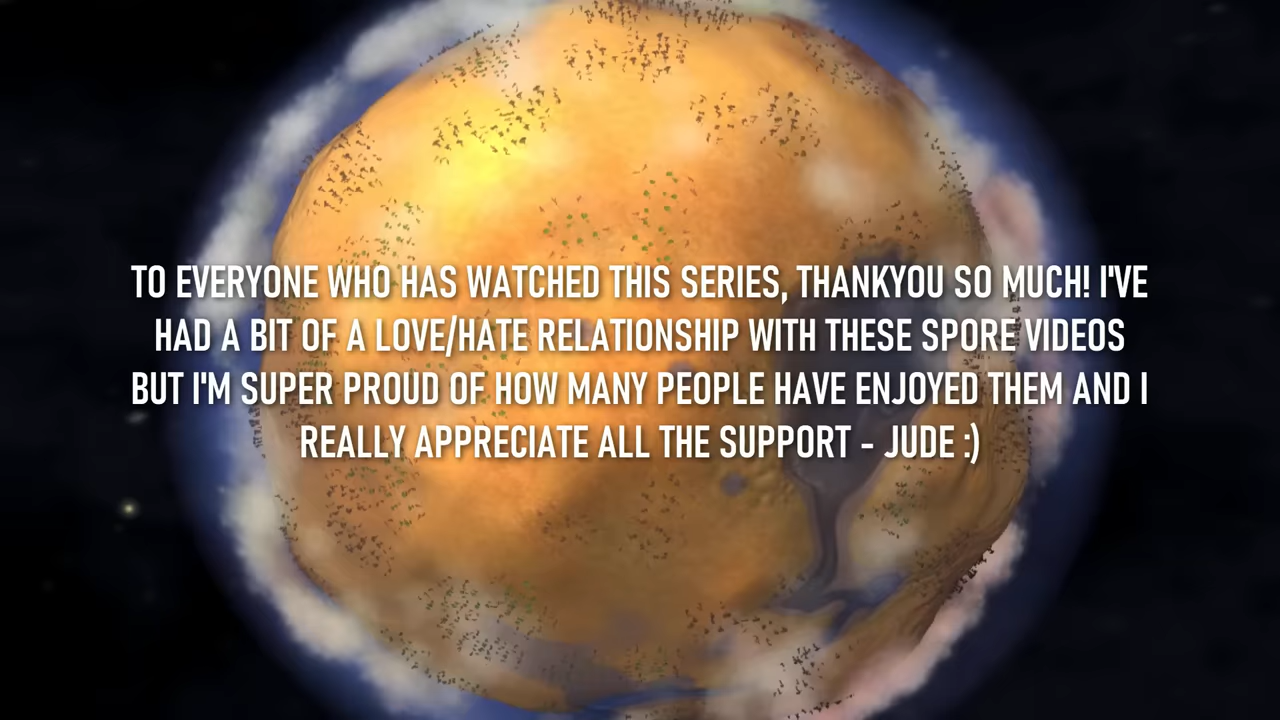 TO EVERYONE WHO HAS WATCHED THIS SERIES, THANKYOU SO MUCH! I'VE
HAD A BIT OF A LOVE/HATE RELATIONSHIP WITH THESE SPORE VIDEOS
BUT I'M SUPER PROUD OF HOW MANY PEOPLE HAVE ENJOYED THEM AND I
REALLY APPRECIATE ALL THE SUPPORT - JUDE :)